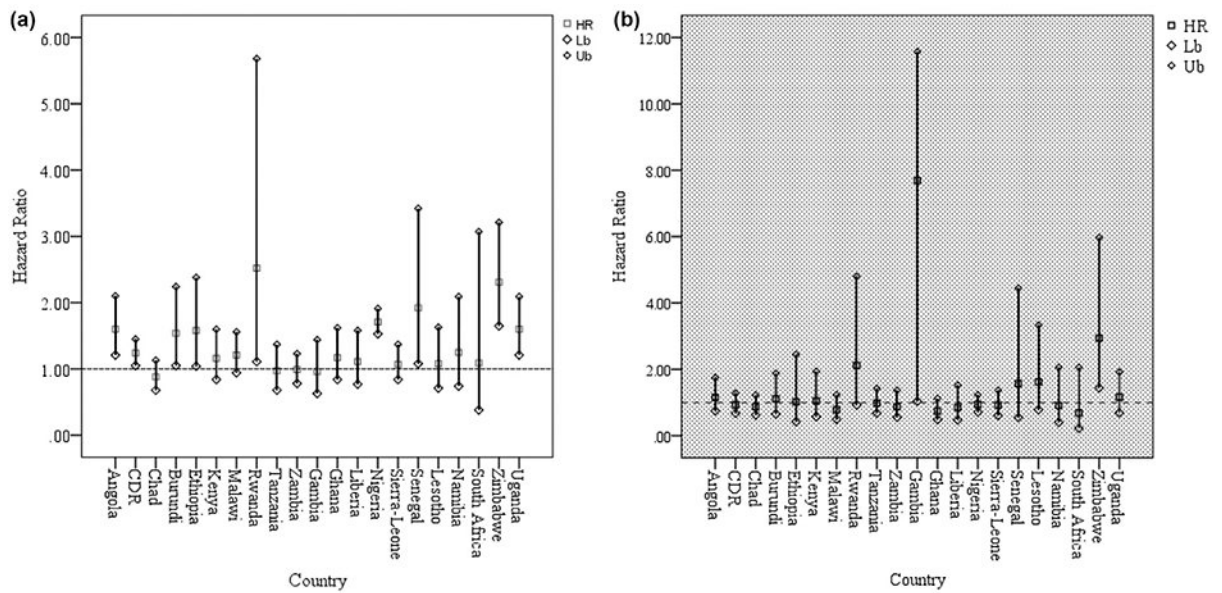 (a)
6.00
5.00
4.00
3.00
2.00
1.00
.00
Hazard Ratio
HR
Lb
Ub
Angola
CDR
Chad
Burundi
Ethiopia
Kenya
Malawi
Rwanda
Tanzania
Zambia
Gambia
Ghana
Liberia
Nigeria
Sierra-Leone
Senegal
Lesotho
Namibia
South Africa
Zimbabwe
Uganda
Country
(b)
12.00
10.00
8.00
6.00
4.00
2.00
.00
Hazard Ratio
HR
Lb
Ub
Angola
CDR
Chad
Burundi
Ethiopia
Kenya
Malawi
Rwanda
Tanzania
Zambia
Gambia
Ghana
Liberia
Nigeria
Sierra-Leone
Senegal
Lesotho
Namibia
South Africa
Zimbabwe
Uganda
Country